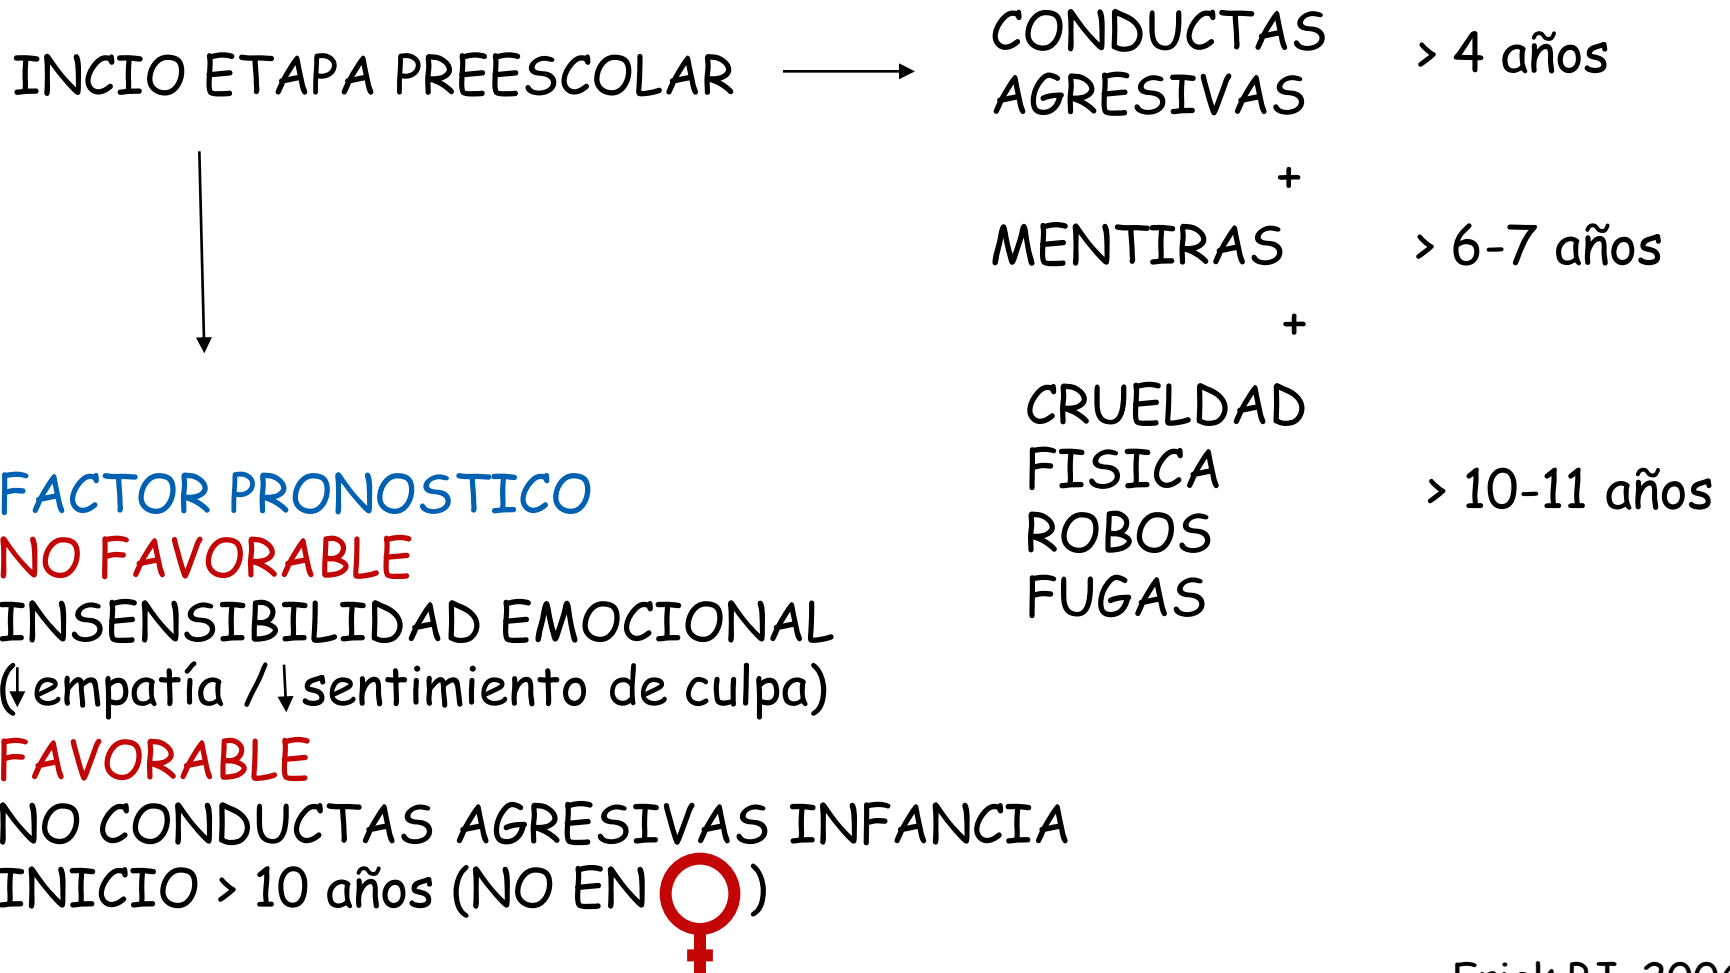 INCIO ETAPA PREESCOLAR
CONDUCTAS
AGRESIVAS
> 4 años
+
MENTIRAS
> 6-7 años
+
CRUELDAD
FISICA
ROBOS
FUGAS
> 10-11 años
FACTOR PRONOSTICO
NO FAVORABLE
INSENSIBILIDAD EMOCIONAL
(↓empatía /↓sentimiento de culpa)
FAVORABLE
NO CONDUCTAS AGRESIVAS INFANCIA
INICIO > 10 años (NO EN ♀)